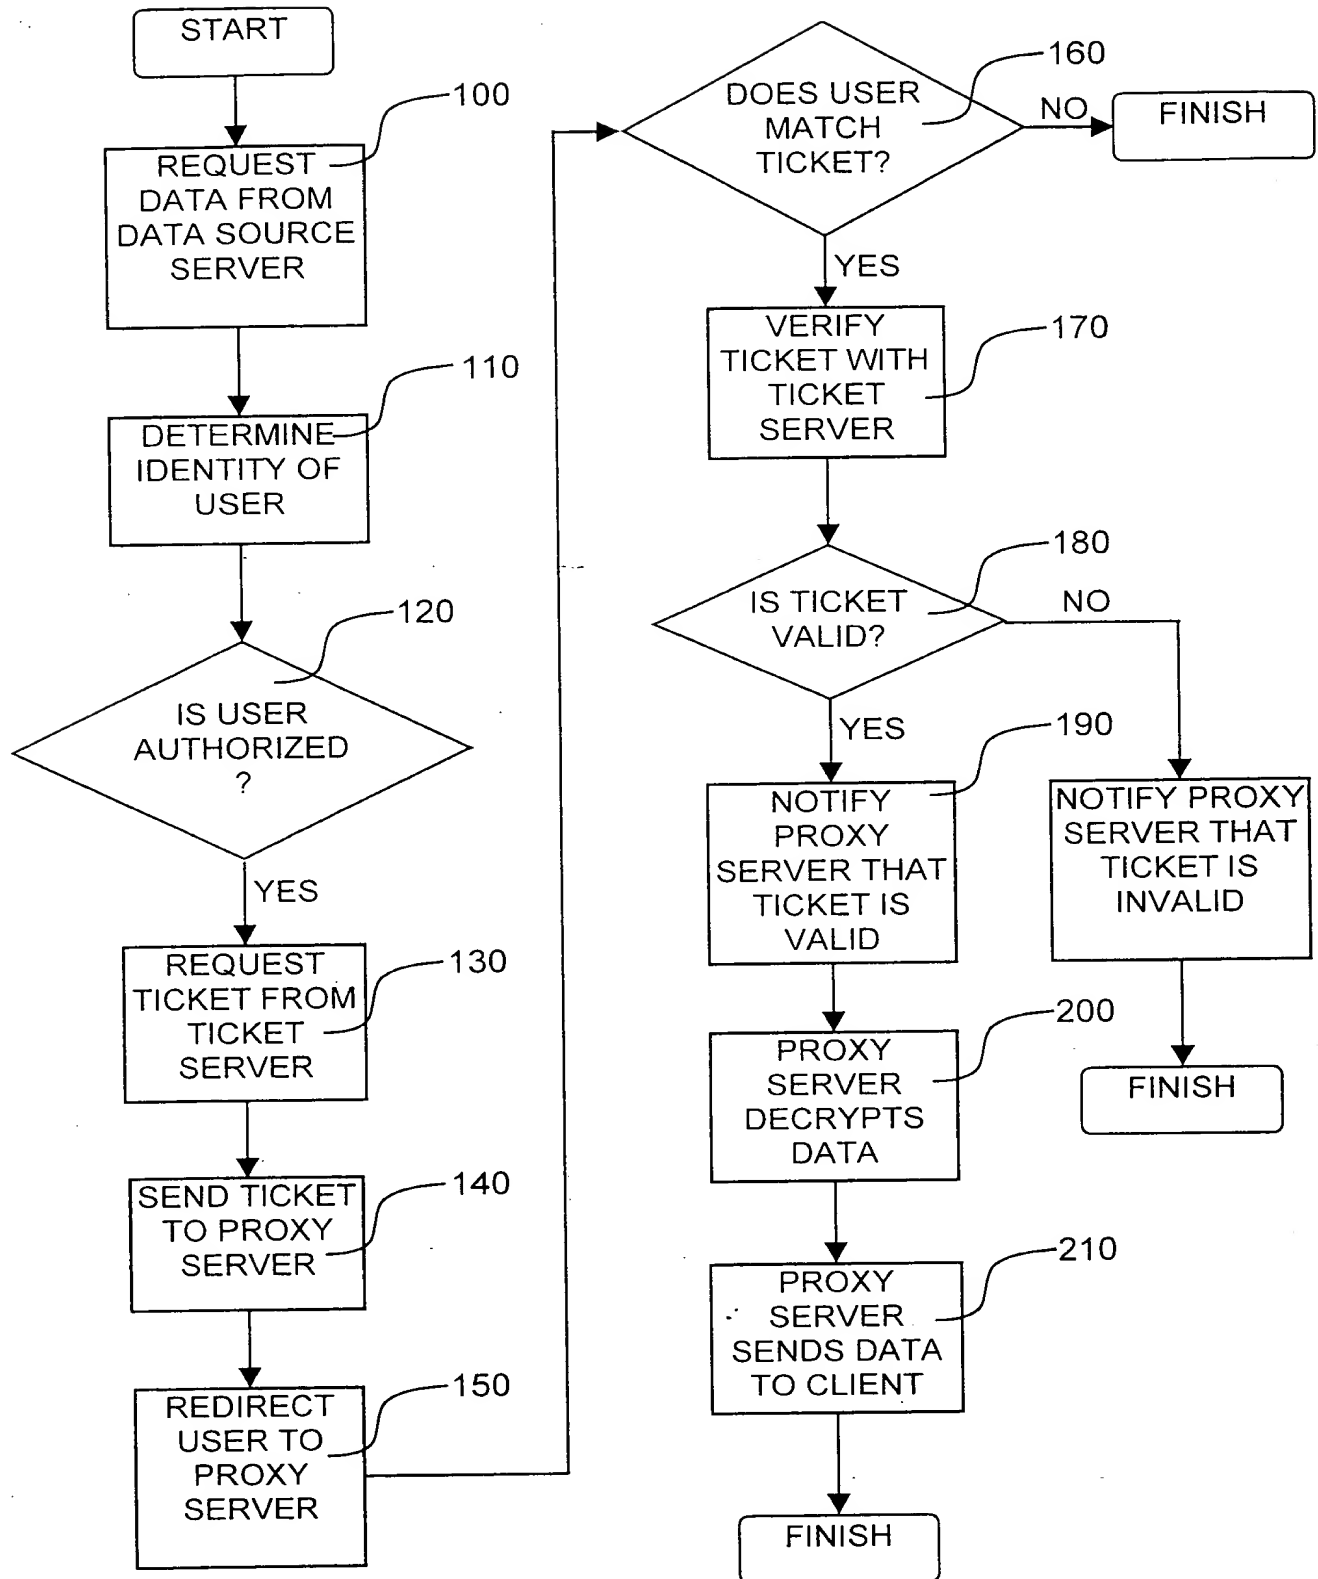 START
100
REQUEST
DATA FROM
DATA SOURCE
SERVER
110
DETERMINE
IDENTITY OF
USER
120
IS USER
AUTHORIZED
?
YES
130
REQUEST
TICKET FROM
TICKET
SERVER
140
SEND TICKET
TO PROXY
SERVER
150
REDIRECT
USER TO
PROXY
SERVER
160
DOES USER
MATCH
TICKET?
NO
FINISH
YES
170
VERIFY
TICKET WITH
TICKET
SERVER
180
IS TICKET
VALID?
NO
YES
190
NOTIFY
PROXY
SERVER THAT
TICKET IS
VALID
NOTIFY PROXY
SERVER THAT
TICKET IS
INVALID
200
PROXY
SERVER
DECRYPTS
DATA
FINISH
210
PROXY
SERVER
SENDS DATA
TO CLIENT
FINISH